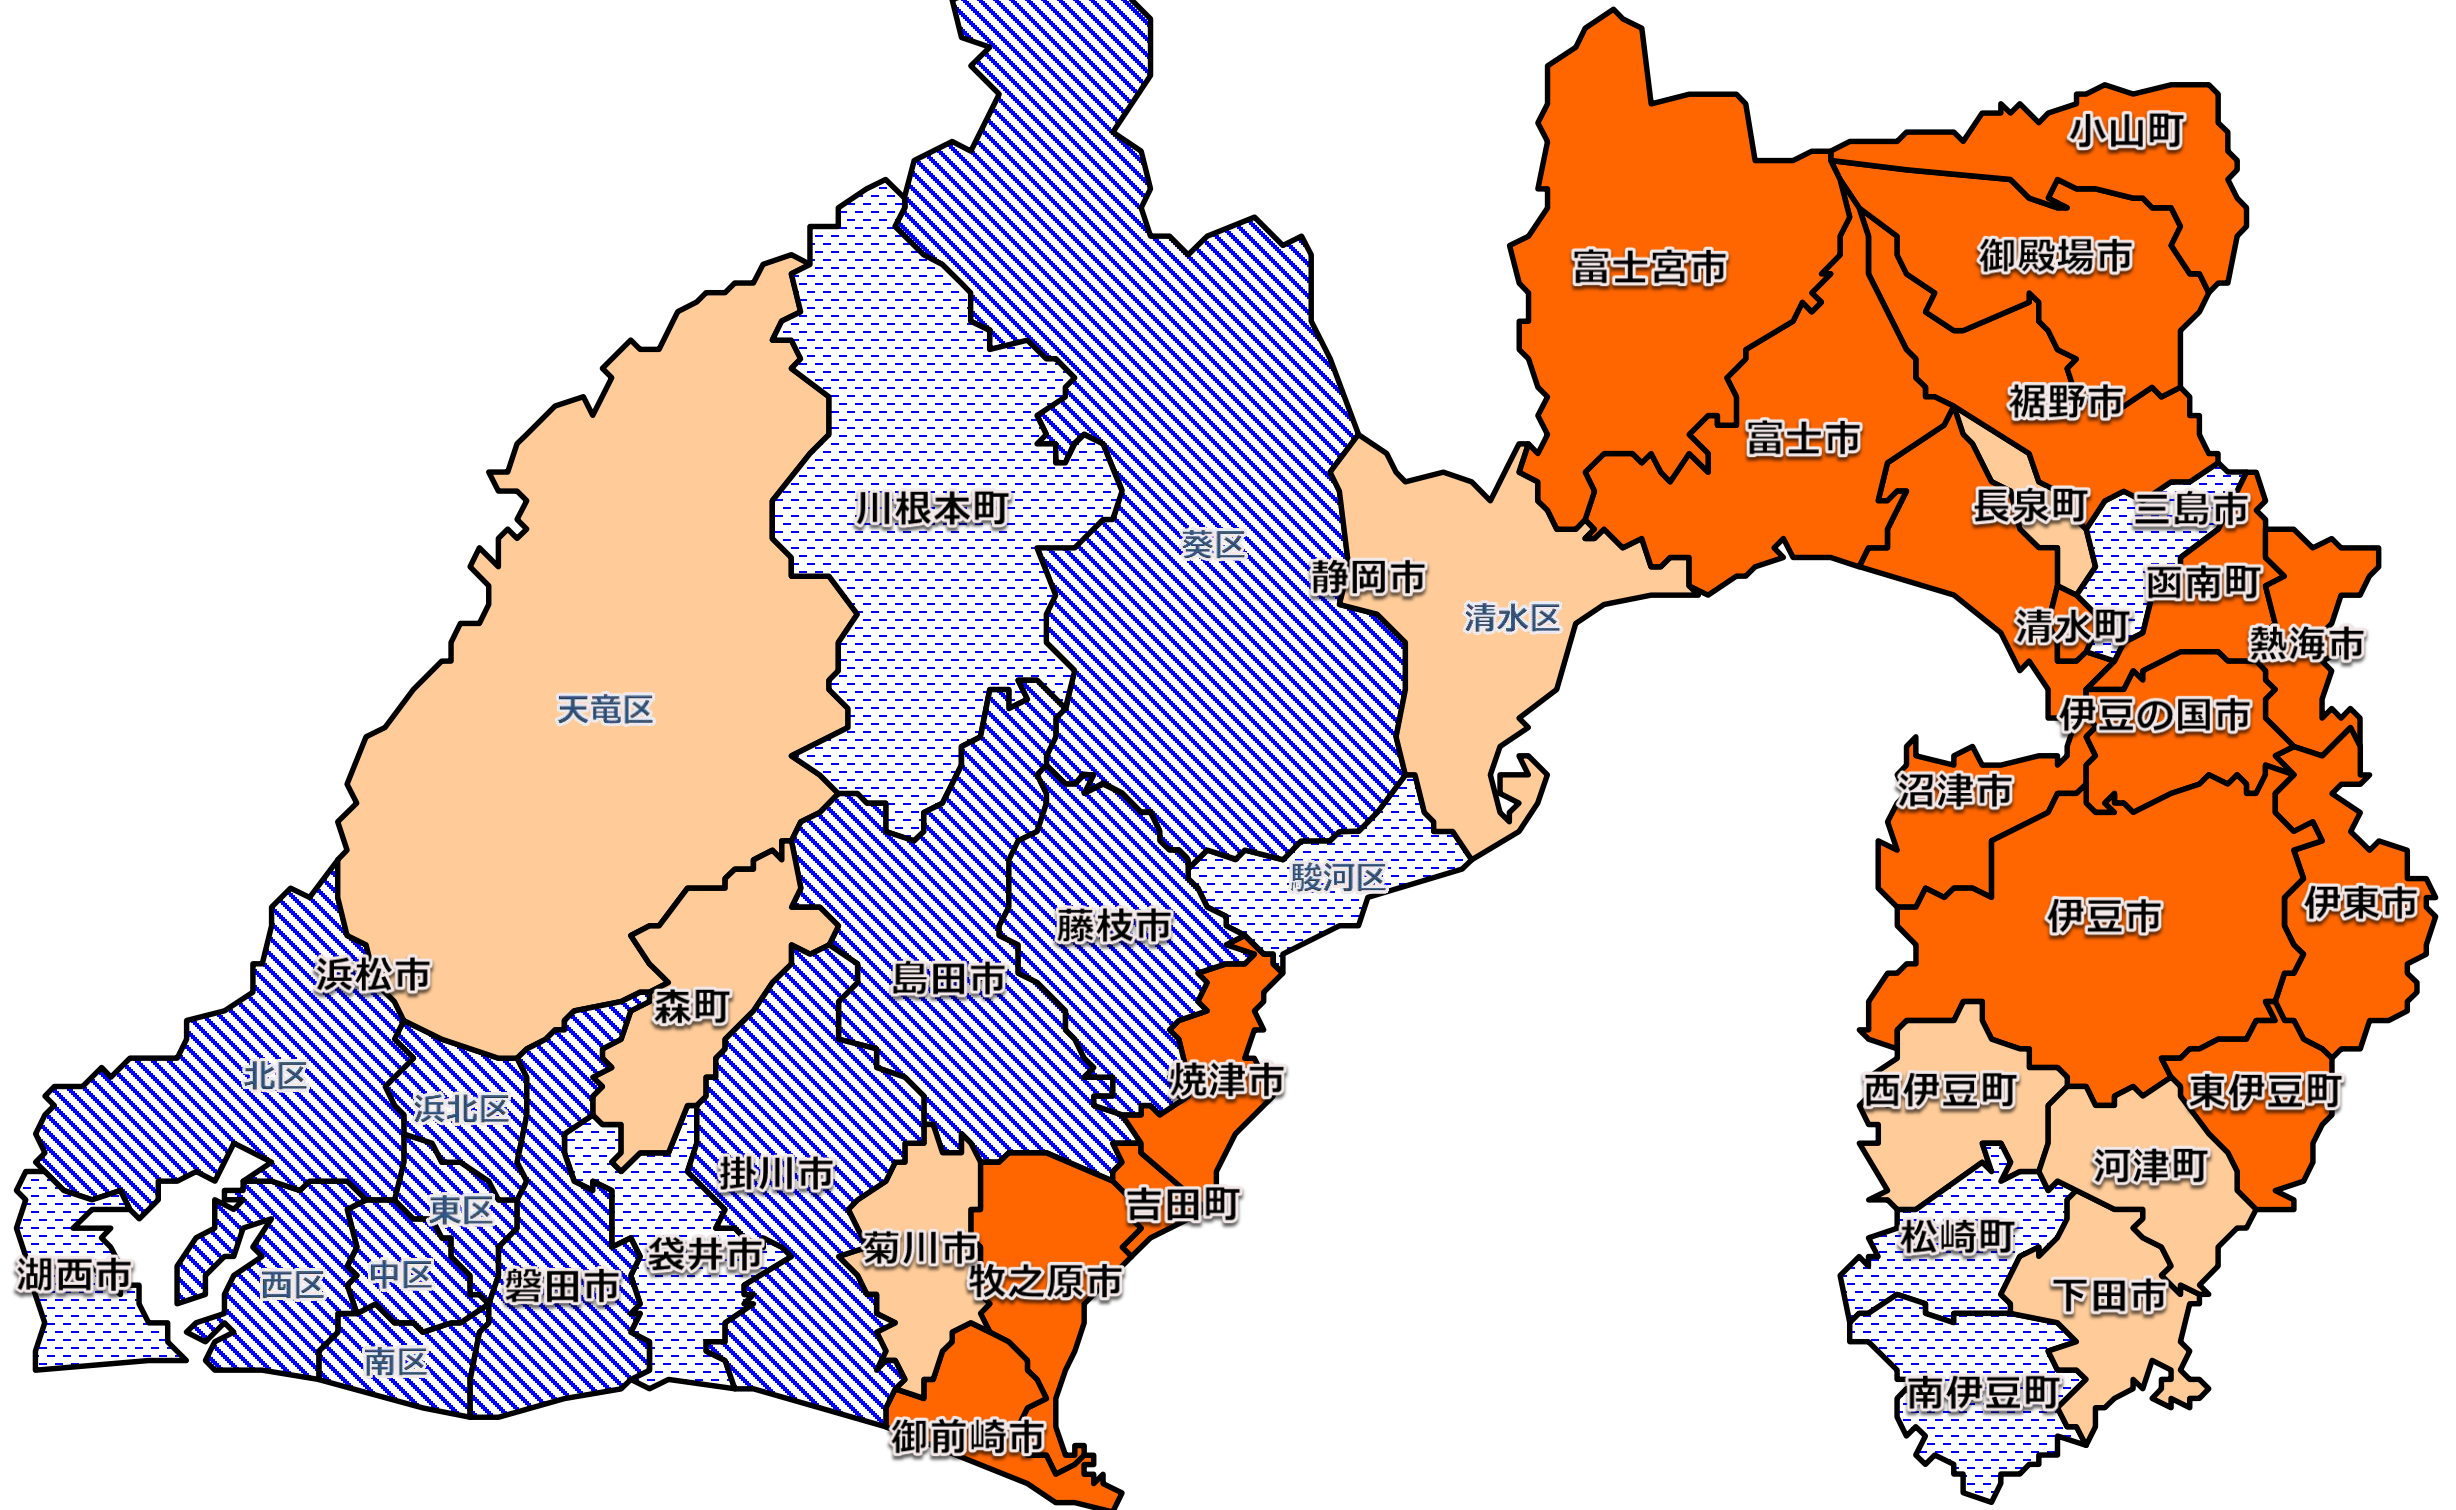 小山町
御殿場市
富士宮市
裾野市
富士市
長泉町
三島市
川根本町
葵区
静岡市
函南町
清水区
清水町
熱海市
天竜区
伊豆の国市
沼津市
駿河区
伊豆市
伊東市
藤枝市
浜松市
島田市
森町
北区
焼津市
西伊豆町
東伊豆町
浜北区
掛川市
河津町
東区
吉田町
松崎町
菊川市
袋井市
湖西市
中区
西区
磐田市
牧之原市
下田市
南区
南伊豆町
御前崎市